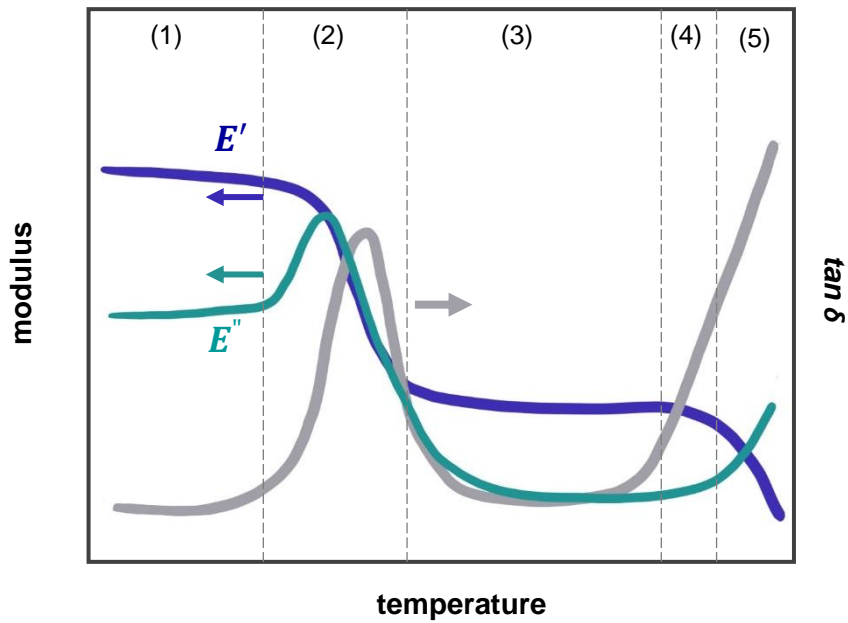 (1) (2) (3) (4) (5)
E′
E"
modulus
tan δ
temperature